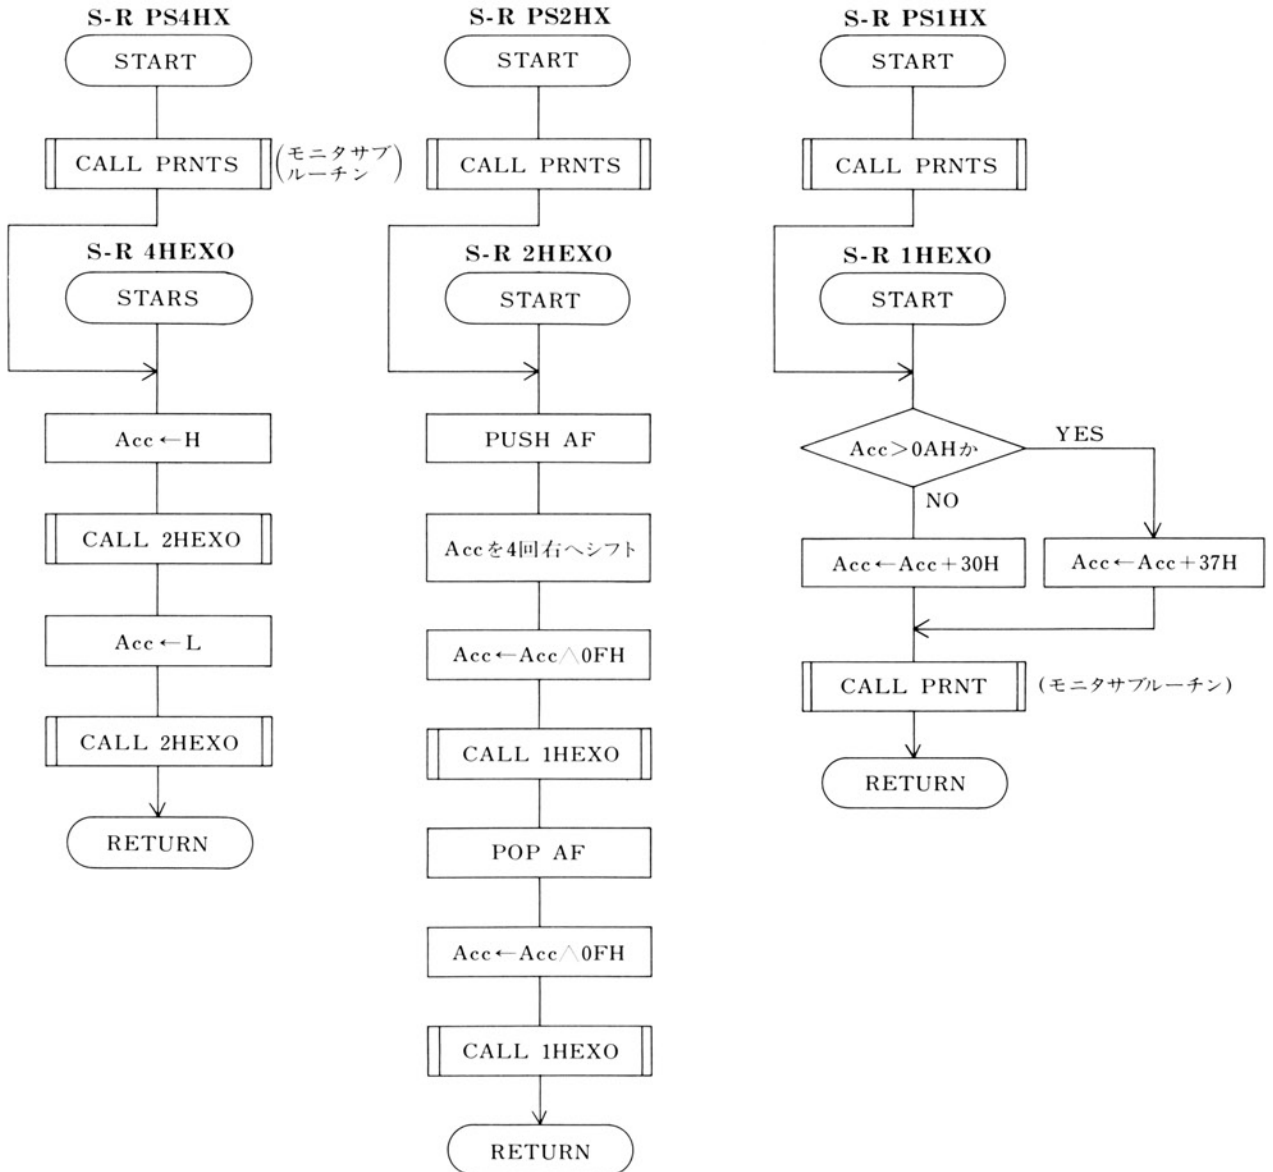 S-R PS4HX
START
CALL PRNTS
(モニタサブ
ルーチン)
S-R 4HEXO
STARS
Acc←H
CALL 2HEXO
Acc←L
CALL 2HEXO
RETURN
S-R PS2HX
START
CALL PRNTS
S-R 2HEXO
START
PUSH AF
Accを4回右へシフト
Acc←Acc∧0FH
CALL 1HEXO
POP AF
Acc←Acc∧0FH
CALL 1HEXO
RETURN
S-R PS1HX
START
CALL PRNTS
S-R 1HEXO
START
Acc>0AHか
YES
NO
Acc←Acc+30H
Acc←Acc+37H
CALL PRNT
(モニタサブルーチン)
RETURN